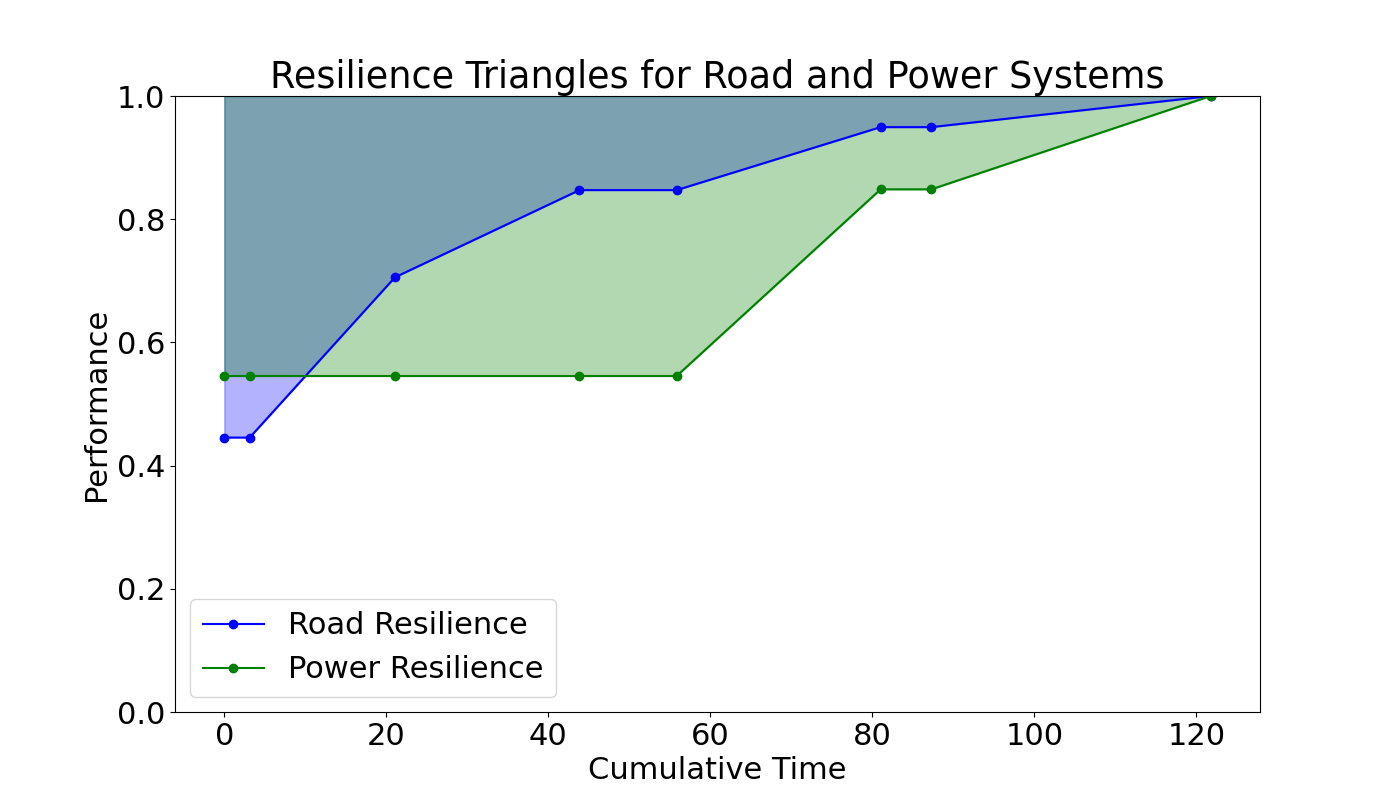 Resilience Triangles for Road and Power Systems
1.0
0.8
0.6
0.4
0.2
0.0
Performance
Road Resilience
Power Resilience
0 20 40 60 80 100 120
Cumulative Time